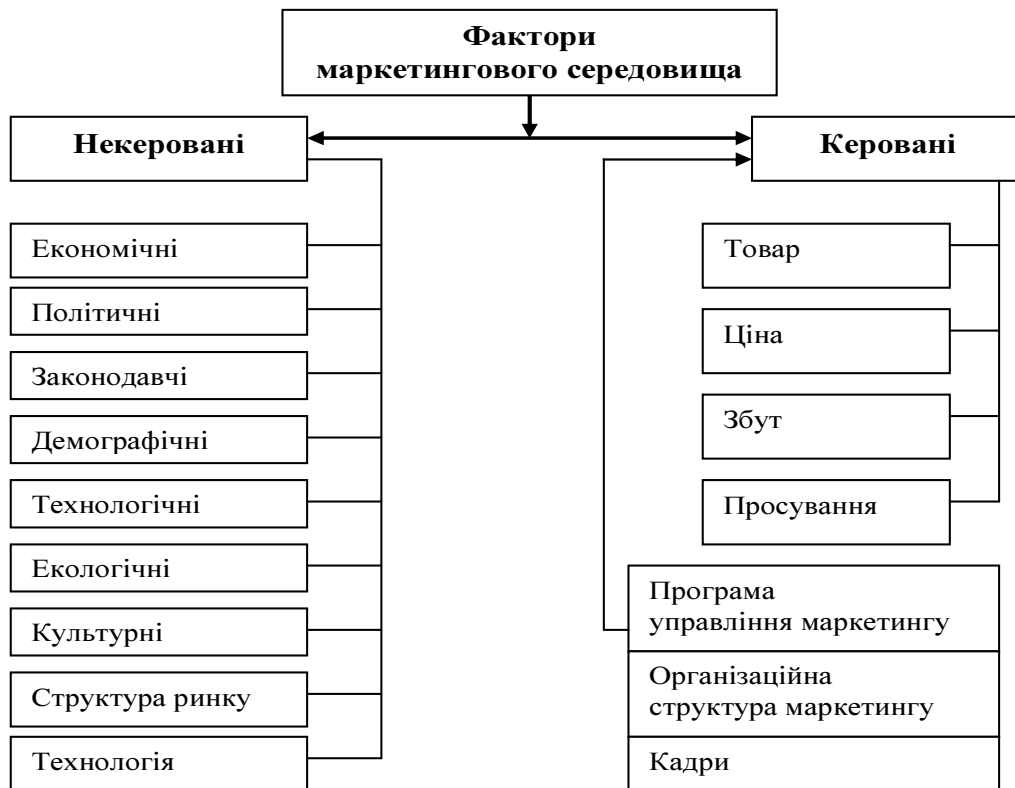 Фактори
маркетингового середовища
Некеровані
Економічні
Політичні
Законодавчі
Демографічні
Технологічні
Екологічні
Культурні
Структура ринку
Технологія
Керовані
Товар
Ціна
Збут
Просування
Програма
управління маркетингу
Організаційна
структура маркетингу
Кадри